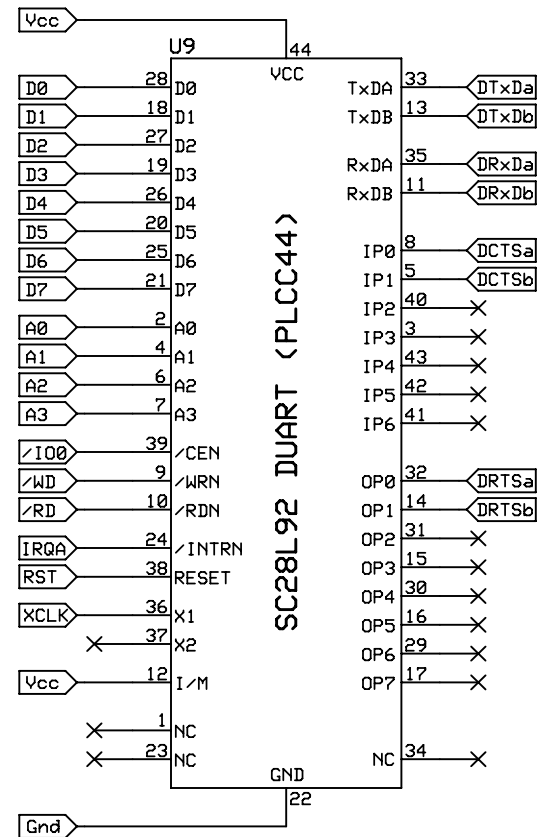 Vcc
U9
44
VCC
D0 28 D0 TxDA 33 DTxDa
D1 18 D1 TxDB 13 DTxDb
D2 27 D2
D3 19 D3 RxDA 35 DRxDa
D4 26 D4 RxDB 11 DRxDb
D5 20 D5
D6 25 D6 IP0 8 DCTSa
D7 21 D7 IP1 5 DCTSb
IP2 40
A0 2 A0 IP3 3
A1 4 A1 IP4 43
A2 6 A2 IP5 42
A3 7 A3 IP6 41
/IO0 39 /CEN
/WD 9 /WRN OP0 32 DRTSa
/RD 10 /RDN OP1 14 DRTSb
OP2 31
IRQA 24 /INTRN OP3 15
RST 38 RESET OP4 30
XCLK 36 X1 OP5 16
37 X2 OP6 29
Vcc 12 I/M OP7 17
1 NC
23 NC NC 34
SC28L92 DUART (PLCC44)
GND
22
Gnd